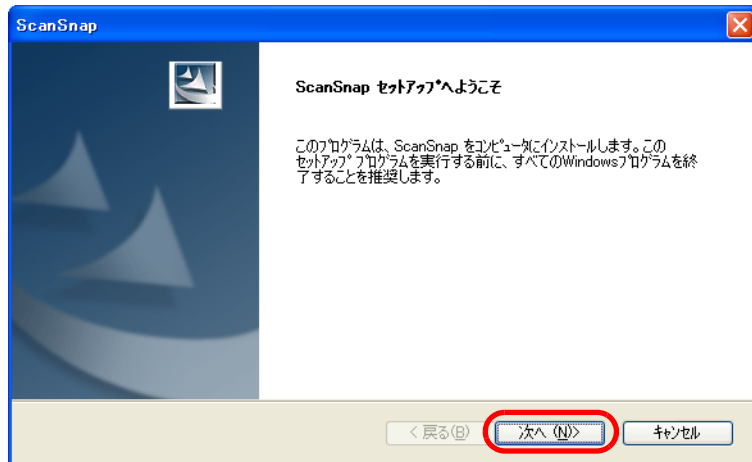 ScanSnap
ScanSnap ｾｯﾄｱｯﾌﾟへようこそ
このﾌﾟﾛｸﾞﾗﾑは、ScanSnap をｺﾝﾋﾟｭｰﾀにｲﾝｽﾄｰﾙします。この
ｾｯﾄｱｯﾌﾟ ﾌﾟﾛｸﾞﾗﾑを実行する前に、すべてのWindowsﾌﾟﾛｸﾞﾗﾑを終
了することを推奨します。
< 戻る(B) 次へ (N)> ｷｬﾝｾﾙ